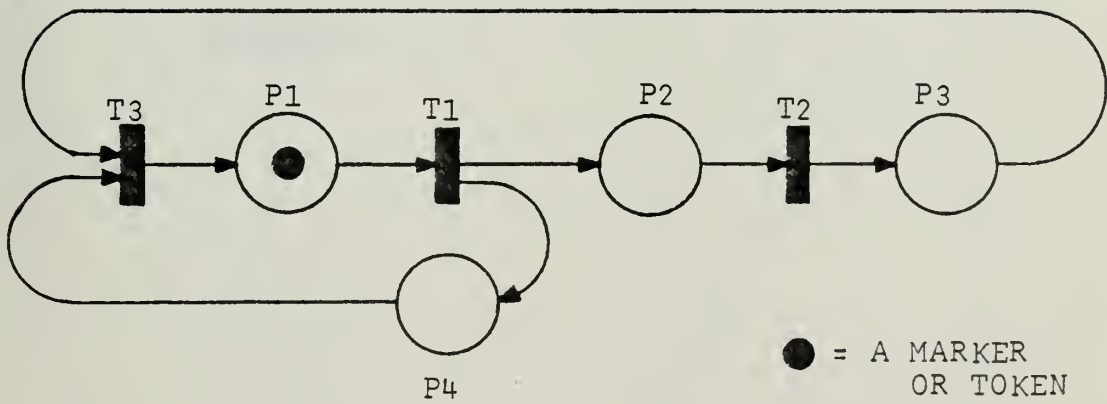 T3
P1
T1
P2
T2
P3
P4
= A MARKER
OR TOKEN